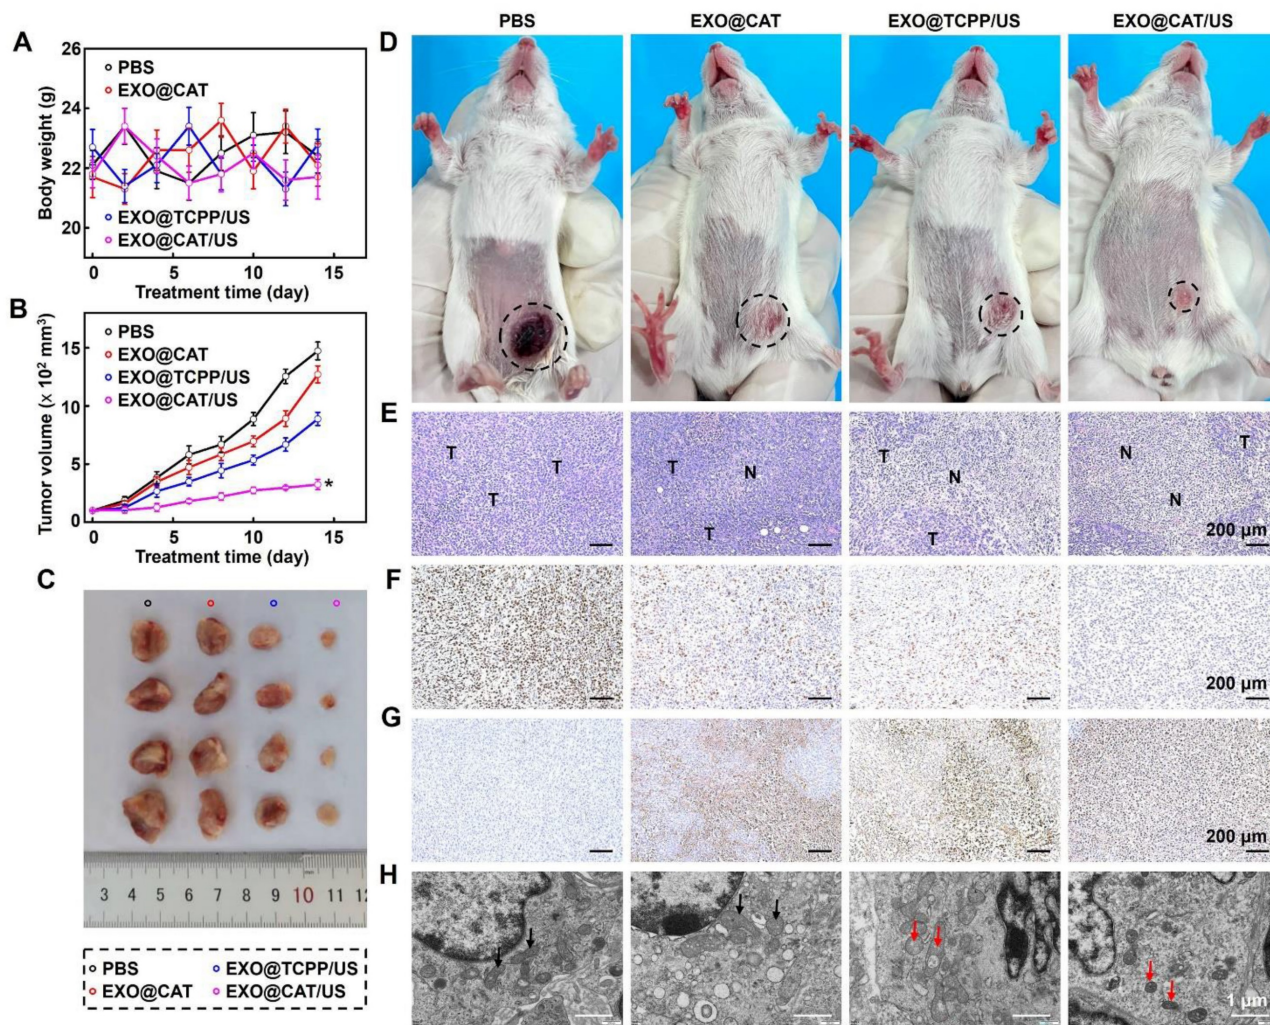 PBS EXO@CAT EXO@TCPP/US EXO@CAT/US
A
26
24
22
20
Body weight (g)
PBS
EXO@CAT
EXO@TCPP/US
EXO@CAT/US
0 5 10 15
Treatment time (day)
B
15
10
5
0
Tumor volume (x 10² mm³)
PBS
EXO@CAT
EXO@TCPP/US
EXO@CAT/US
*
0 5 10 15
Treatment time (day)
C
mm
3 4 5 6 7 8 9 10 11 12
PBS EXO@TCPP/US
EXO@CAT EXO@CAT/US
D
E
T T T
T N T
T N T
N T N
200 µm
F
200 µm
G
200 µm
H
1 µm